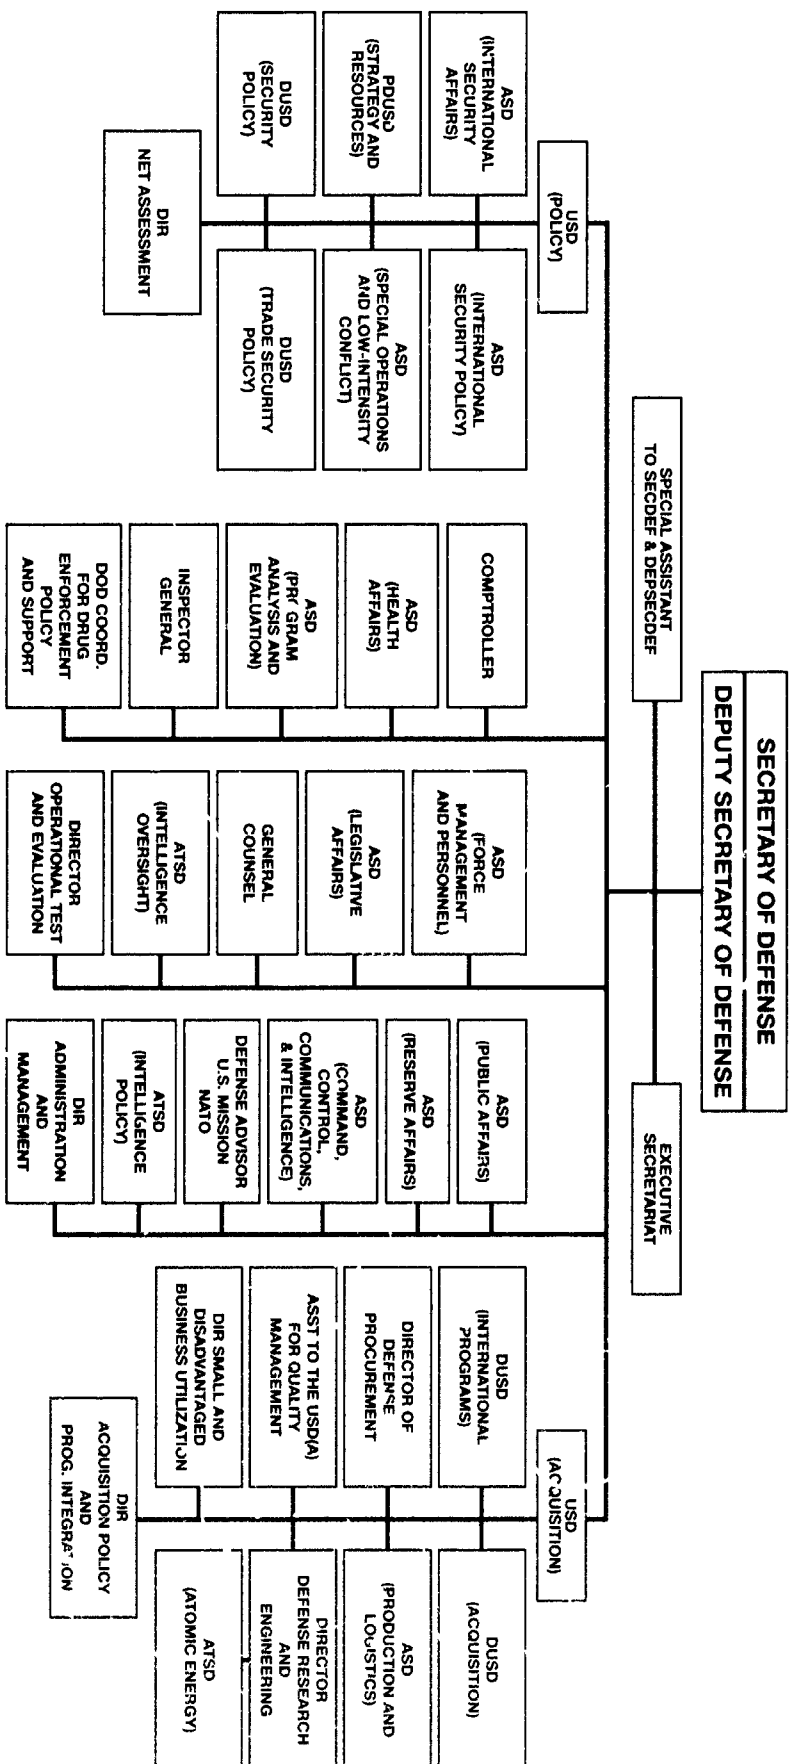 SECRETARY OF DEFENSE
DEPUTY SECRETARY OF DEFENSE
SPECIAL ASSISTANT
TO SECDEF & DEPSECDEF
EXECUTIVE
SECRETARIAT
USD
(POLICY)
ASD
(INTERNATIONAL
SECURITY
AFFAIRS)
ASD
(INTERNATIONAL
SECURITY POLICY)
PDUSD
(STRATEGY AND
RESOURCES)
ASD
(SPECIAL OPERATIONS
AND LOW-INTENSITY
CONFLICT)
DUSD
(SECURITY
POLICY)
DUSD
(TRADE SECURITY
POLICY)
DIR
NET ASSESSMENT
COMPTROLLER
ASD
(HEALTH
AFFAIRS)
ASD
(PROGRAM
ANALYSIS AND
EVALUATION)
INSPECTOR
GENERAL
DOD COORD.
FOR DRUG
ENFORCEMENT
POLICY
AND SUPPORT
ASD
(FORCE
MANAGEMENT
AND PERSONNEL)
ASD
(LEGISLATIVE
AFFAIRS)
GENERAL
COUNSEL
ATSD
(INTELLIGENCE
OVERSIGHT)
DIRECTOR
OPERATIONAL TEST
AND EVALUATION
ASD
(PUBLIC AFFAIRS)
ASD
(RESERVE AFFAIRS)
ASD
(COMMAND,
CONTROL,
COMMUNICATIONS,
& INTELLIGENCE)
DEFENSE ADVISOR
U.S. MISSION
NATO
ATSD
(INTELLIGENCE
POLICY)
DIR
ADMINISTRATION
AND
MANAGEMENT
USD
(ACQUISITION)
DUSD
(INTERNATIONAL
PROGRAMS)
DUSD
(ACQUISITION)
DIRECTOR OF
DEFENSE
PROCUREMENT
ASD
(PRODUCTION AND
LOGISTICS)
ASST TO THE USD(A)
FOR QUALITY
MANAGEMENT
DIRECTOR
DEFENSE RESEARCH
AND
ENGINEERING
DIR SMALL AND
DISADVANTAGED
BUSINESS UTILIZATION
ATSD
(ATOMIC ENERGY)
DIR
ACQUISITION POLICY
AND
PROG. INTEGRATION